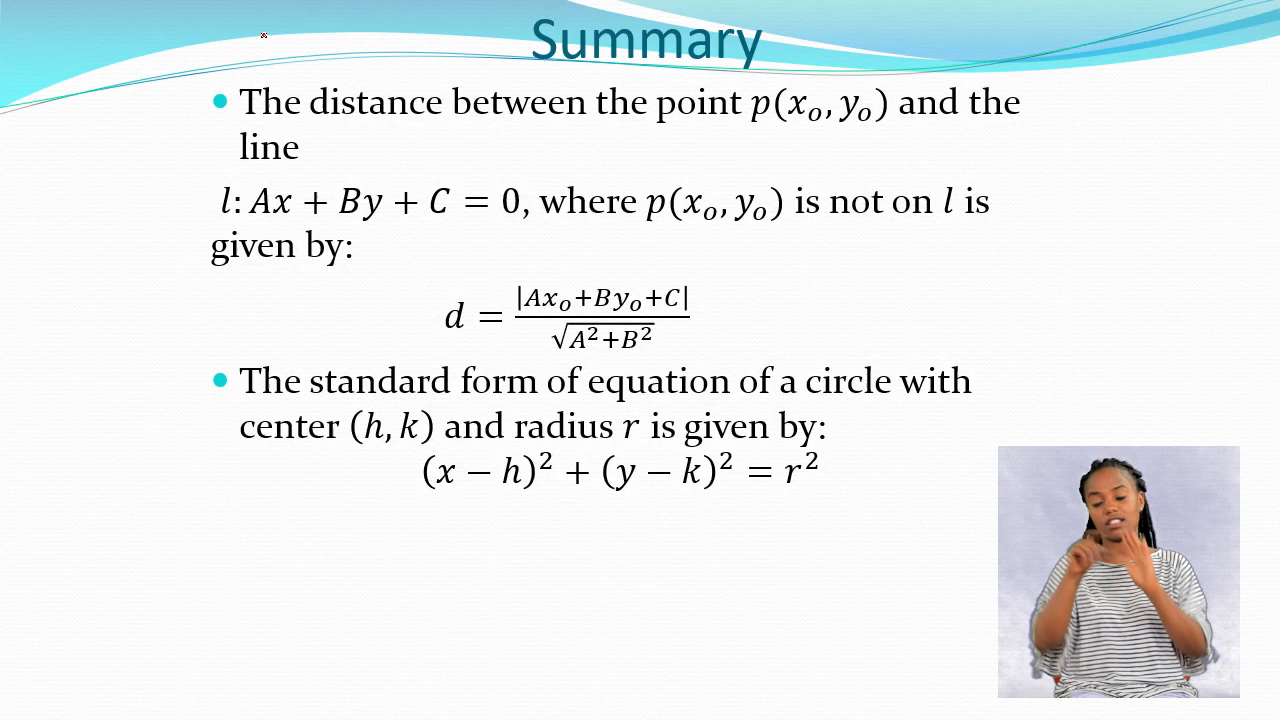 Summary
• The distance between the point p(xₒ, yₒ) and the
line
l: Ax + By + C = 0, where p(xₒ, yₒ) is not on l is
given by:
d = |Axₒ+Byₒ+C| / √(A²+B²)
• The standard form of equation of a circle with
center (h, k) and radius r is given by:
(x − h)² + (y − k)² = r²